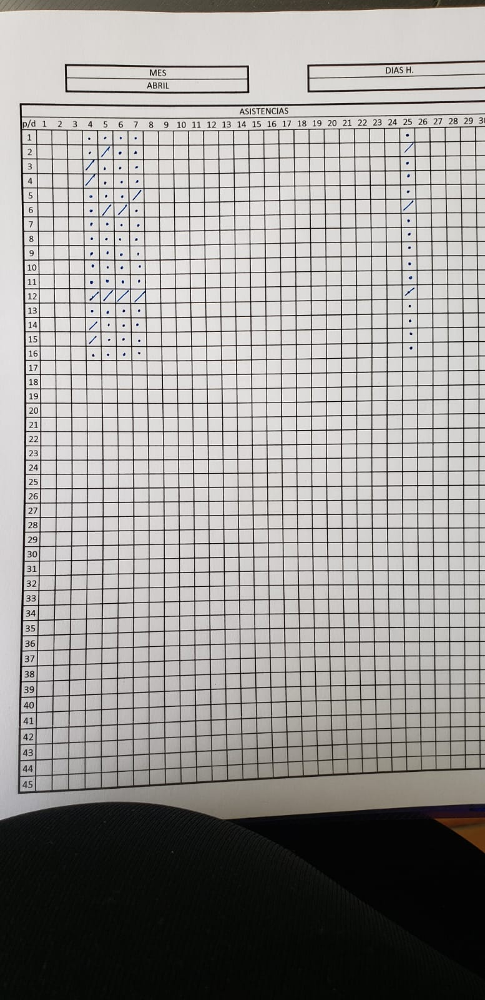 MES
ABRIL
DIAS H.
ASISTENCIAS
p/d 1 2 3 4 5 6 7 8 9 10 11 12 13 14 15 16 17 18 19 20 21 22 23 24 25 26 27 28 29
1 . . . . .
2 . / . . /
3 / . . . .
4 / . . . .
5 . . . / .
6 . / / . /
7 . . . . .
8 . . . . .
9 . . . . .
10 . . . . .
11 . . . . .
12 / / / / /
13 . . . . .
14 / . . . .
15 / . . . .
16 . . . . .
17
18
19
20
21
22
23
24
25
26
27
28
29
30
31
32
33
34
35
36
37
38
39
40
41
42
43
44
45